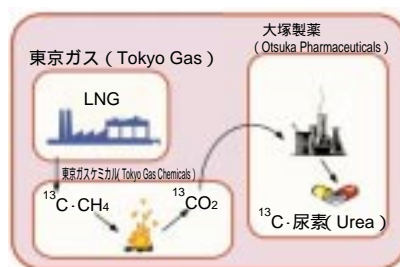 東京ガス ( Tokyo Gas )
LNG
東京ガスケミカル( Tokyo Gas Chemicals )
13C·CH4
13CO2
大塚製薬
( Otsuka Pharmaceuticals )
13C·尿素( Urea )